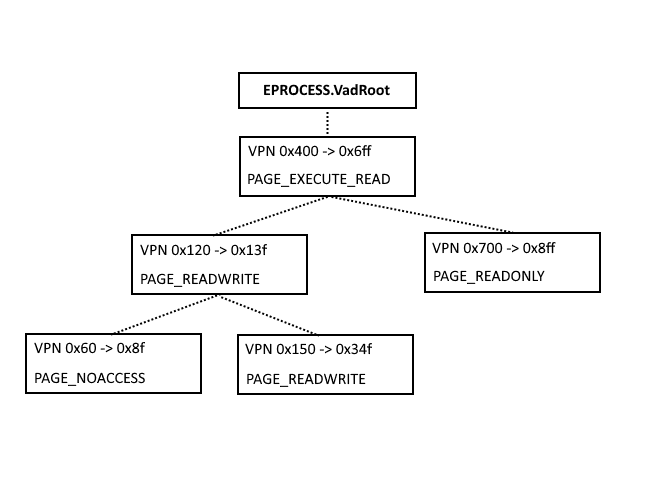 EPROCESS.VadRoot
VPN 0x400 -> 0x6ff
PAGE_EXECUTE_READ
VPN 0x120 -> 0x13f
PAGE_READWRITE
VPN 0x700 -> 0x8ff
PAGE_READONLY
VPN 0x60 -> 0x8f
PAGE_NOACCESS
VPN 0x150 -> 0x34f
PAGE_READWRITE